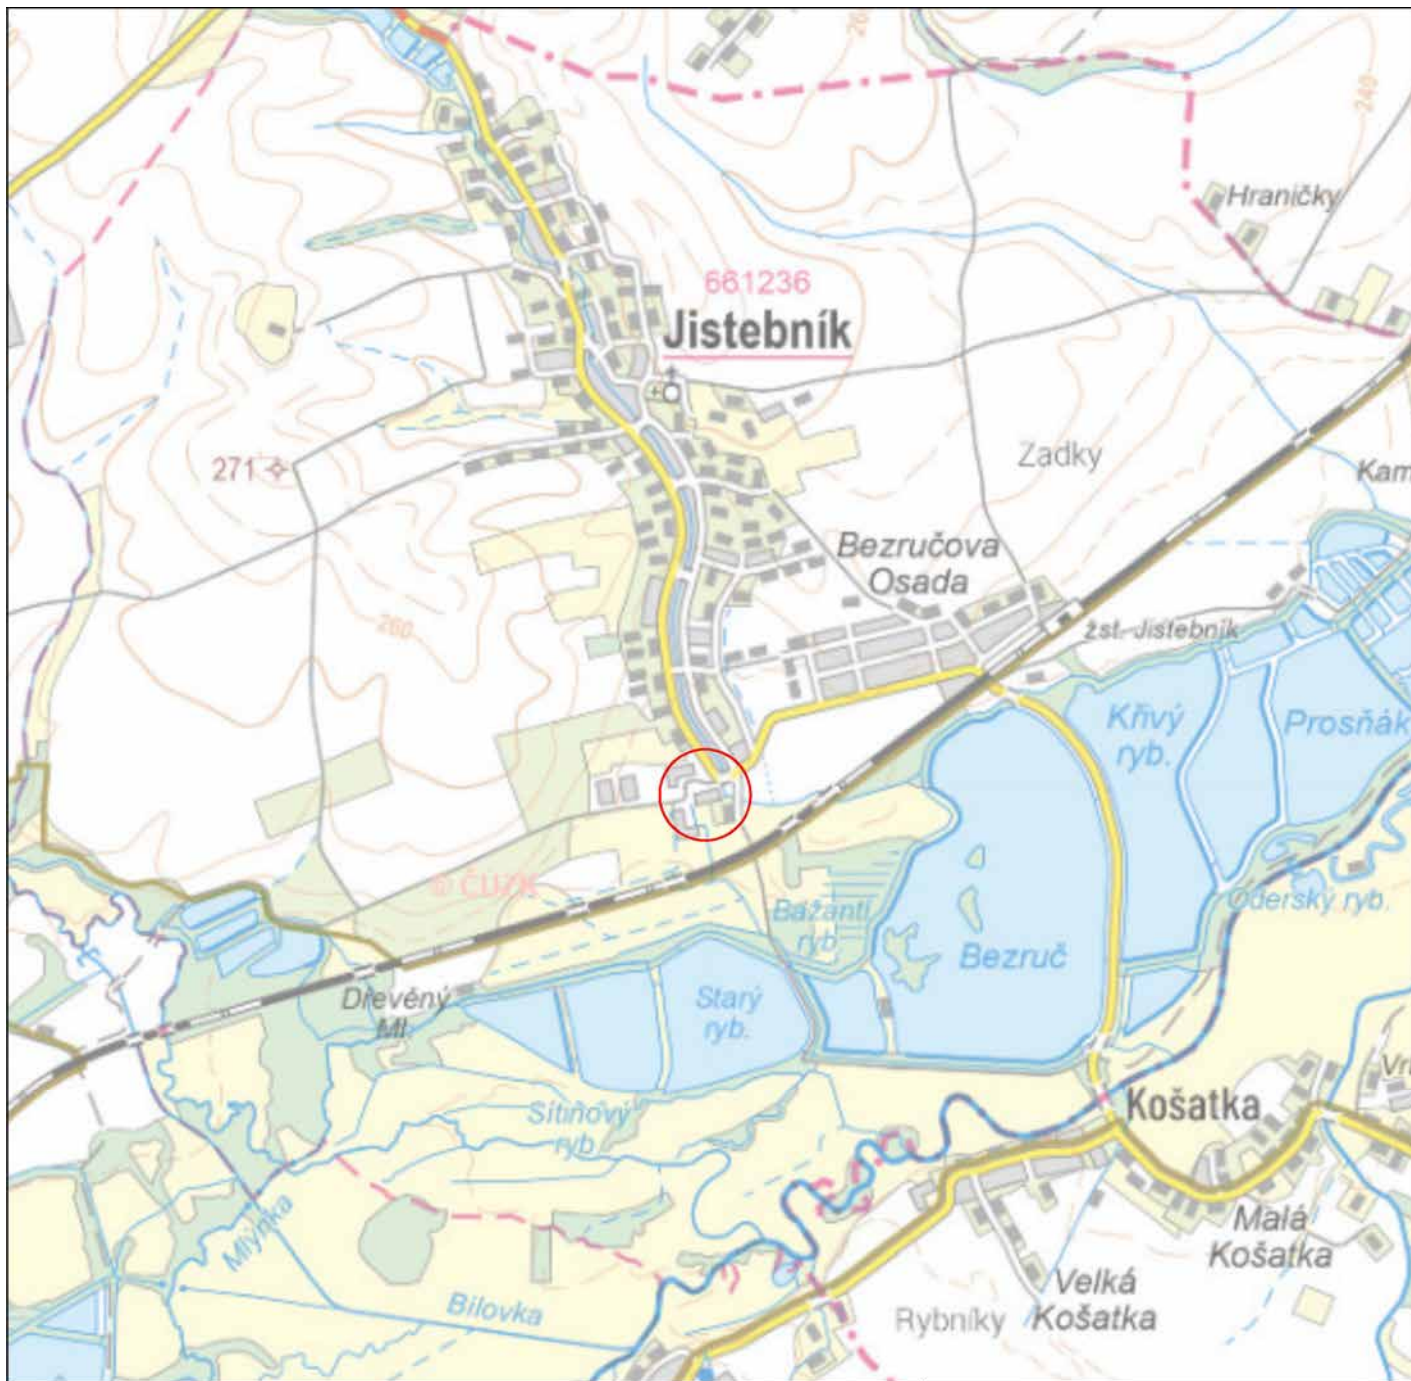 240
Hraničky
661236
Jistebník
271
Zadky
Kam
Bezručova
Osada
260
žst. Jistebník
Křivý
ryb.
Prosňák
© ČÚZK
Bažantí
ryb.
Oderský ryb.
Bezruč
Dřevěný
Ml.
Starý
ryb.
Sítinový
ryb.
Košatka
Mlýnka
Malá
Košatka
Velká
Košatka
Bílovka
Rybníky